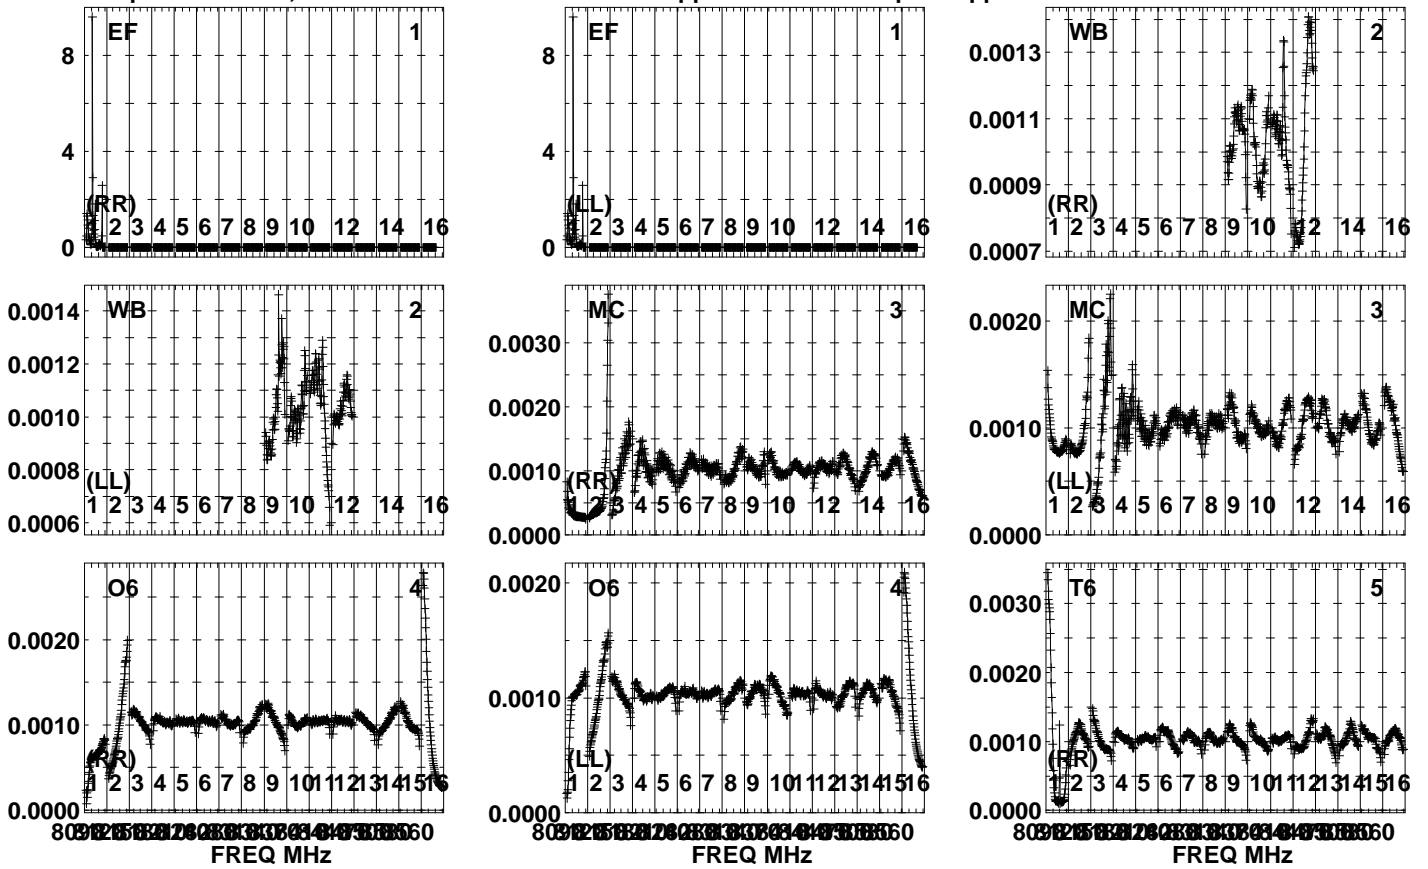 EF 1
8
4
0
(RR)
1 2 3 4 5 6 7 8 9 10 12 14 16
EF 1
8
4
0
(LL)
1 2 3 4 5 6 7 8 9 10 12 14 16
WB 2
0.0013
0.0011
0.0009
0.0007
(RR)
1 2 3 4 5 6 7 8 9 10 12 14 16
WB 2
0.0014
0.0012
0.0010
0.0008
0.0006
(LL)
1 2 3 4 5 6 7 8 9 10 12 14 16
MC 3
0.0030
0.0020
0.0010
0.0000
(RR)
1 2 3 4 5 6 7 8 9 10 12 14 16
MC 3
0.0020
0.0010
0.0000
(LL)
1 2 3 4 5 6 7 8 9 10 12 14 16
O6 4
0.0020
0.0010
0.0000
(RR)
1 2 3 4 5 6 7 8 9 10 11 12 13 14 15 16
FREQ MHz
O6 4
0.0020
0.0010
0.0000
(LL)
1 2 3 4 5 6 7 8 9 10 12 13 14 15 16
FREQ MHz
T6 5
0.0030
0.0020
0.0010
0.0000
(RR)
1 2 3 4 5 6 7 8 9 10 11 12 13 14 15 16
FREQ MHz